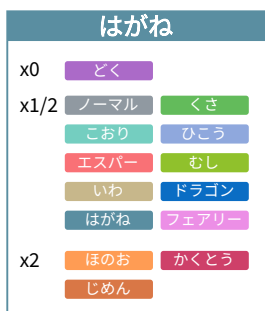 はがね
x0 どく
x1/2 ノーマル くさ
こおり ひこう
エスパー むし
いわ ドラゴン
はがね フェアリー
x2 ほのお かくとう
じめん